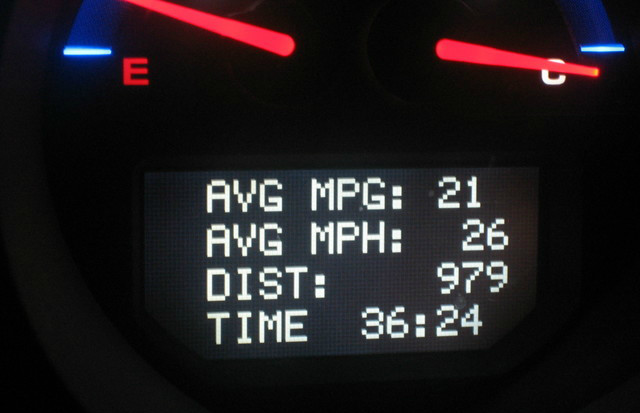 E C
AVG MPG: 21
AVG MPH: 26
DIST: 979
TIME 36:24